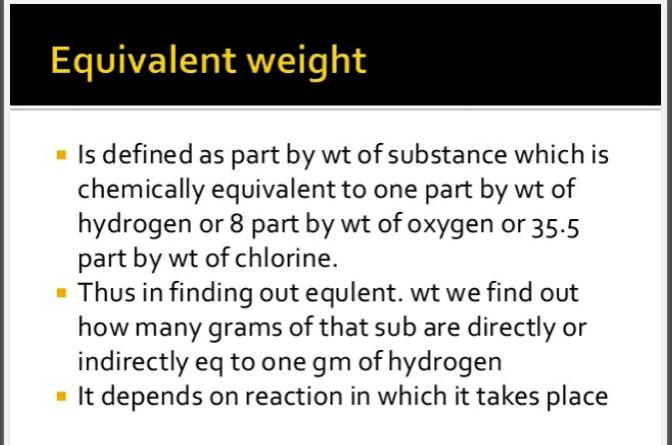 Equivalent weight
Is defined as part by wt of substance which is
chemically equivalent to one part by wt of
hydrogen or 8 part by wt of oxygen or 35.5
part by wt of chlorine.
Thus in finding out equlent. wt we find out
how many grams of that sub are directly or
indirectly eq to one gm of hydrogen
It depends on reaction in which it takes place